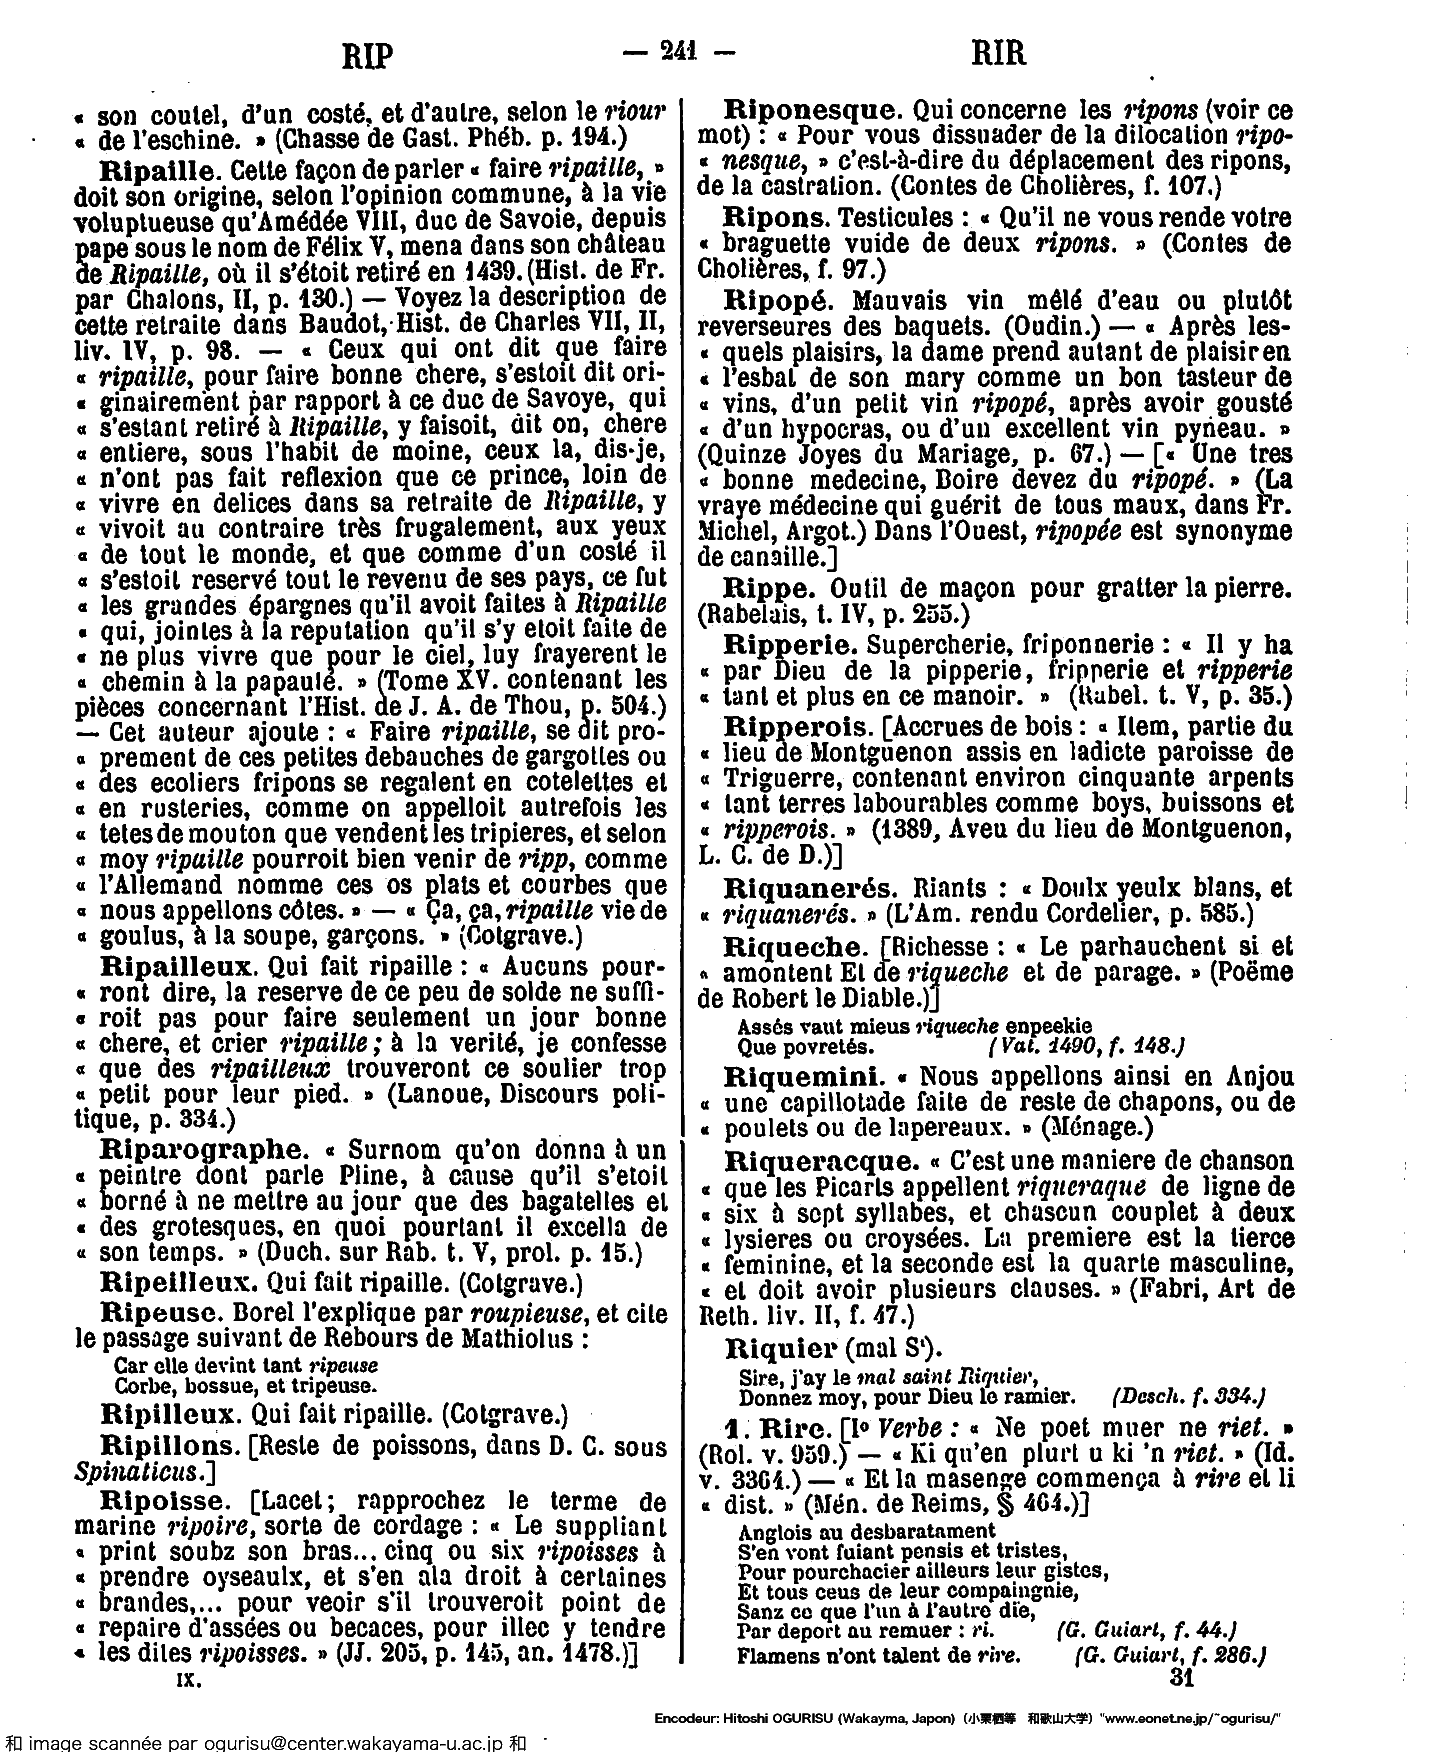 RIP — 241 — RIR
« son coutel, d'un costé, et d'autre, selon le riour
« de l'eschine. » (Chasse de Gast. Phéb. p. 194.)
Ripaille. Cette façon de parler « faire ripaille, »
doit son origine, selon l'opinion commune, à la vie
voluptueuse qu'Amédée VIII, duc de Savoie, depuis
pape sous le nom de Félix V, mena dans son château
de Ripaille, où il s'étoit retiré en 1439. (Hist. de Fr.
par Chalons, II, p. 130.) — Voyez la description de
cette retraite dans Baudot, Hist. de Charles VII, II,
liv. IV, p. 98. — « Ceux qui ont dit que faire
« ripaille, pour faire bonne chere, s'estoit dit ori-
« ginairement par rapport à ce duc de Savoye, qui
« s'estant retiré à Ripaille, y faisoit, dit on, chere
« entiere, sous l'habit de moine, ceux la, dis-je,
« n'ont pas fait reflexion que ce prince, loin de
« vivre en delices dans sa retraite de Ripaille, y
« vivoit au contraire très frugalement, aux yeux
« de tout le monde, et que comme d'un costé il
« s'estoit reservé tout le revenu de ses pays, ce fut
« les grandes épargnes qu'il avoit faites à Ripaille
« qui, jointes à la reputation qu'il s'y etoit faite de
« ne plus vivre que pour le ciel, luy frayerent le
« chemin à la papauté. » (Tome XV. contenant les
pièces concernant l'Hist. de J. A. de Thou, p. 504.)
— Cet auteur ajoute : « Faire ripaille, se dit pro-
« prement de ces petites debauches de gargottes ou
« des ecoliers fripons se regalent en cotelettes et
« en rusteries, comme on appelloit autrefois les
« tetes de mouton que vendent les tripieres, et selon
« moy ripaille pourroit bien venir de ripp, comme
« l'Allemand nomme ces os plats et courbes que
« nous appellons côtes. » — « Ça, ça, ripaille vie de
« goulus, à la soupe, garçons. » (Cotgrave.)
Ripailleux. Qui fait ripaille : « Aucuns pour-
« ront dire, la reserve de ce peu de solde ne suffi-
« roit pas pour faire seulement un jour bonne
« chere, et crier ripaille ; à la verité, je confesse
« que des ripailleux trouveront ce soulier trop
« petit pour leur pied. » (Lanoue, Discours poli-
tique, p. 334.)
Riparographe. « Surnom qu'on donna à un
« peintre dont parle Pline, à cause qu'il s'etoit
« borné à ne mettre au jour que des bagatelles et
« des grotesques, en quoi pourtant il excella de
« son temps. » (Duch. sur Rab. t. V, prol. p. 15.)
Ripeilleux. Qui fait ripaille. (Cotgrave.)
Ripeuse. Borel l'explique par roupieuse, et cite
le passage suivant de Rebours de Mathiolus :
Car elle devint tant ripeuse
Corbe, bossue, et tripeuse.
Ripilleux. Qui fait ripaille. (Cotgrave.)
Ripillons. [Reste de poissons, dans D. C. sous
Spinaticus.]
Ripoisse. [Lacet ; rapprochez le terme de
marine ripoire, sorte de cordage : « Le suppliant
« print soubz son bras... cinq ou six ripoisses à
« prendre oyseaulx, et s'en ala droit à certaines
« brandes,... pour veoir s'il trouveroit point de
« repaire d'assées ou becaces, pour illec y tendre
« les dites ripoisses. » (JJ. 205, p. 145, an. 1478.)]
IX.
Riponesque. Qui concerne les ripons (voir ce
mot) : « Pour vous dissuader de la dilocation ripo-
« nesque, » c'est-à-dire du déplacement des ripons,
de la castration. (Contes de Cholières, f. 107.)
Ripons. Testicules : « Qu'il ne vous rende votre
« braguette vuide de deux ripons. » (Contes de
Cholières, f. 97.)
Ripopé. Mauvais vin mêlé d'eau ou plutôt
reverseures des baquets. (Oudin.) — « Après les-
« quels plaisirs, la dame prend autant de plaisir en
« l'esbat de son mary comme un bon tasteur de
« vins, d'un petit vin ripopé, après avoir gousté
« d'un hypocras, ou d'un excellent vin pyneau. »
(Quinze Joyes du Mariage, p. 67.) — [« Une tres
« bonne medecine, Boire devez du ripopé. » (La
vraye médecine qui guérit de tous maux, dans Fr.
Michel, Argot.) Dans l'Ouest, ripopée est synonyme
de canaille.]
Rippe. Outil de maçon pour gratter la pierre.
(Rabelais, t. IV, p. 255.)
Ripperie. Supercherie, friponnerie : « Il y ha
« par Dieu de la pipperie, fripperie et ripperie
« tant et plus en ce manoir. » (Rabel. t. V, p. 35.)
Ripperois. [Accrues de bois : « Item, partie du
« lieu de Montguenon assis en ladicte paroisse de
« Triguerre, contenant environ cinquante arpents
« tant terres labourables comme boys, buissons et
« ripperois. » (1389, Aveu du lieu de Montguenon,
L. C. de D.)]
Riquanerés. Riants : « Doulx yeulx blans, et
« riquanerés. » (L'Am. rendu Cordelier, p. 585.)
Riqueche. [Richesse : « Le parhauchent si et
« amontent Et de riqueche et de parage. » (Poëme
de Robert le Diable.)]
Assés vaut mieus riqueche enpeekie
Que povretés. (Vat. 1490, f. 148.)
Riquemini. « Nous appellons ainsi en Anjou
« une capillotade faite de reste de chapons, ou de
« poulets ou de lapereaux. » (Ménage.)
Riqueracque. « C'est une maniere de chanson
« que les Picarts appellent riqueraque de ligne de
« six à sept syllabes, et chascun couplet à deux
« lysieres ou croysées. La premiere est la tierce
« feminine, et la seconde est la quarte masculine,
« et doit avoir plusieurs clauses. » (Fabri, Art de
Reth. liv. II, f. 47.)
Riquier (mal St).
Sire, j'ay le mal saint Riquier,
Donnez moy, pour Dieu le ramier. (Desch. f. 334.)
1. Rire. [Io Verbe : « Ne poet muer ne riet. »
(Rol. v. 959.) — « Ki qu'en plurt u ki 'n riet. » (Id.
v. 3364.) — « Et la masenge commença à rire et li
« dist. » (Mén. de Reims, § 464.)]
Anglois au desbaratament
S'en vont fuiant pensis et tristes,
Pour pourchacier ailleurs leur gistes,
Et tous ceus de leur compaingnie,
Sanz ce que l'un à l'autre die,
Par deport au remuer : ri. (G. Guiart, f. 44.)
Flamens n'ont talent de rire. (G. Guiart, f. 286.)
31
Encodeur: Hitoshi OGURISU (Wakayma, Japon) (小栗栖等 和歌山大学) "www.eonet.ne.jp/~ogurisu/"
和 image scannée par ogurisu@center.wakayama-u.ac.jp 和